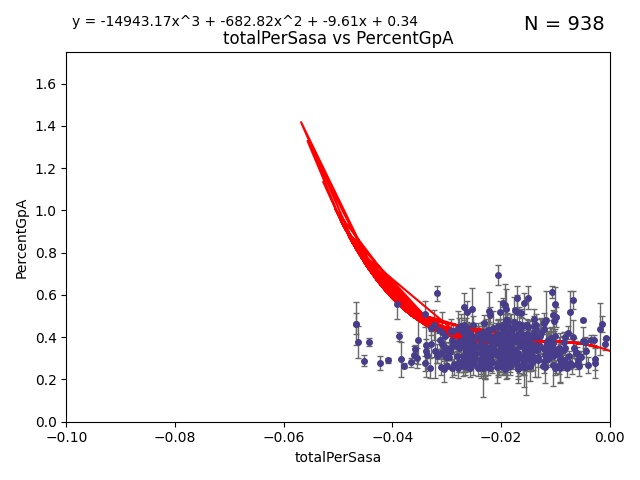 y = -14943.17x^3 + -682.82x^2 + -9.61x + 0.34
N = 938
totalPerSasa vs PercentGpA
1.6
1.4
1.2
1.0
0.8
0.6
0.4
0.2
0.0
PercentGpA
−0.10 −0.08 −0.06 −0.04 −0.02 0.00
totalPerSasa